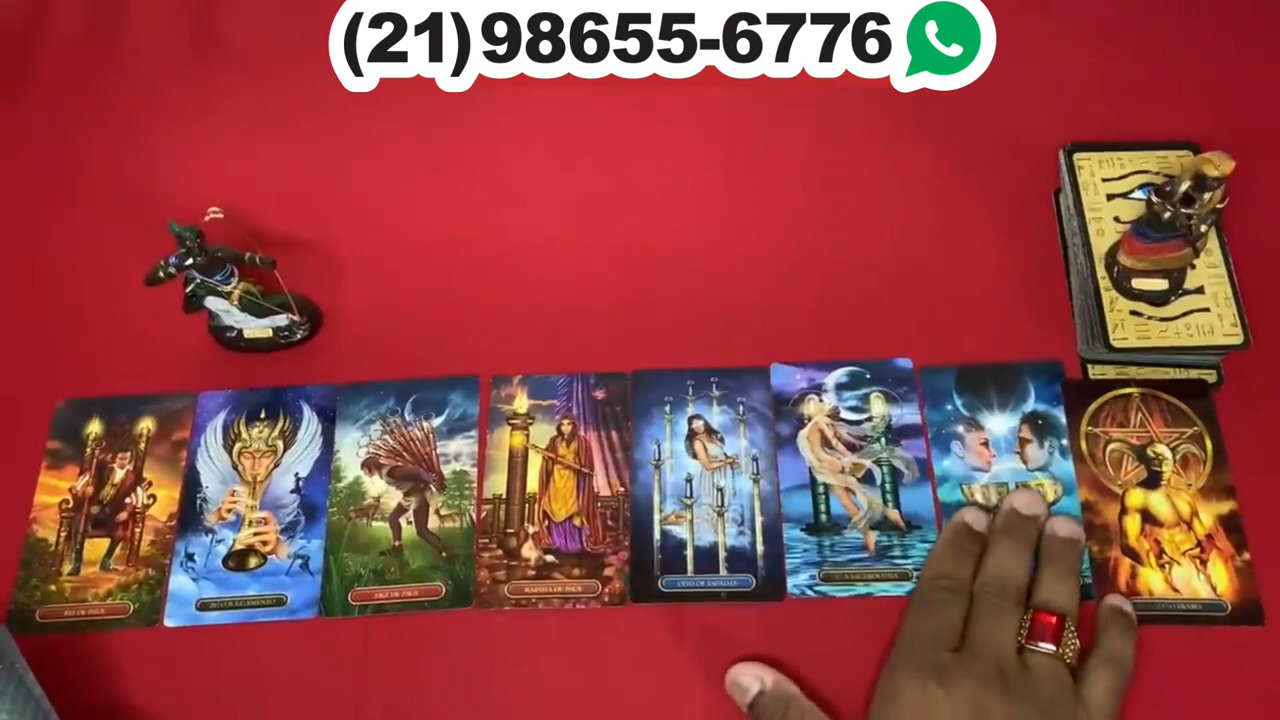 (21)98655-6776
REI DE PAUS
20 O JULGAMENTO
DEZ DE PAUS
RAINHA DE PAUS
OITO DE ESPADAS